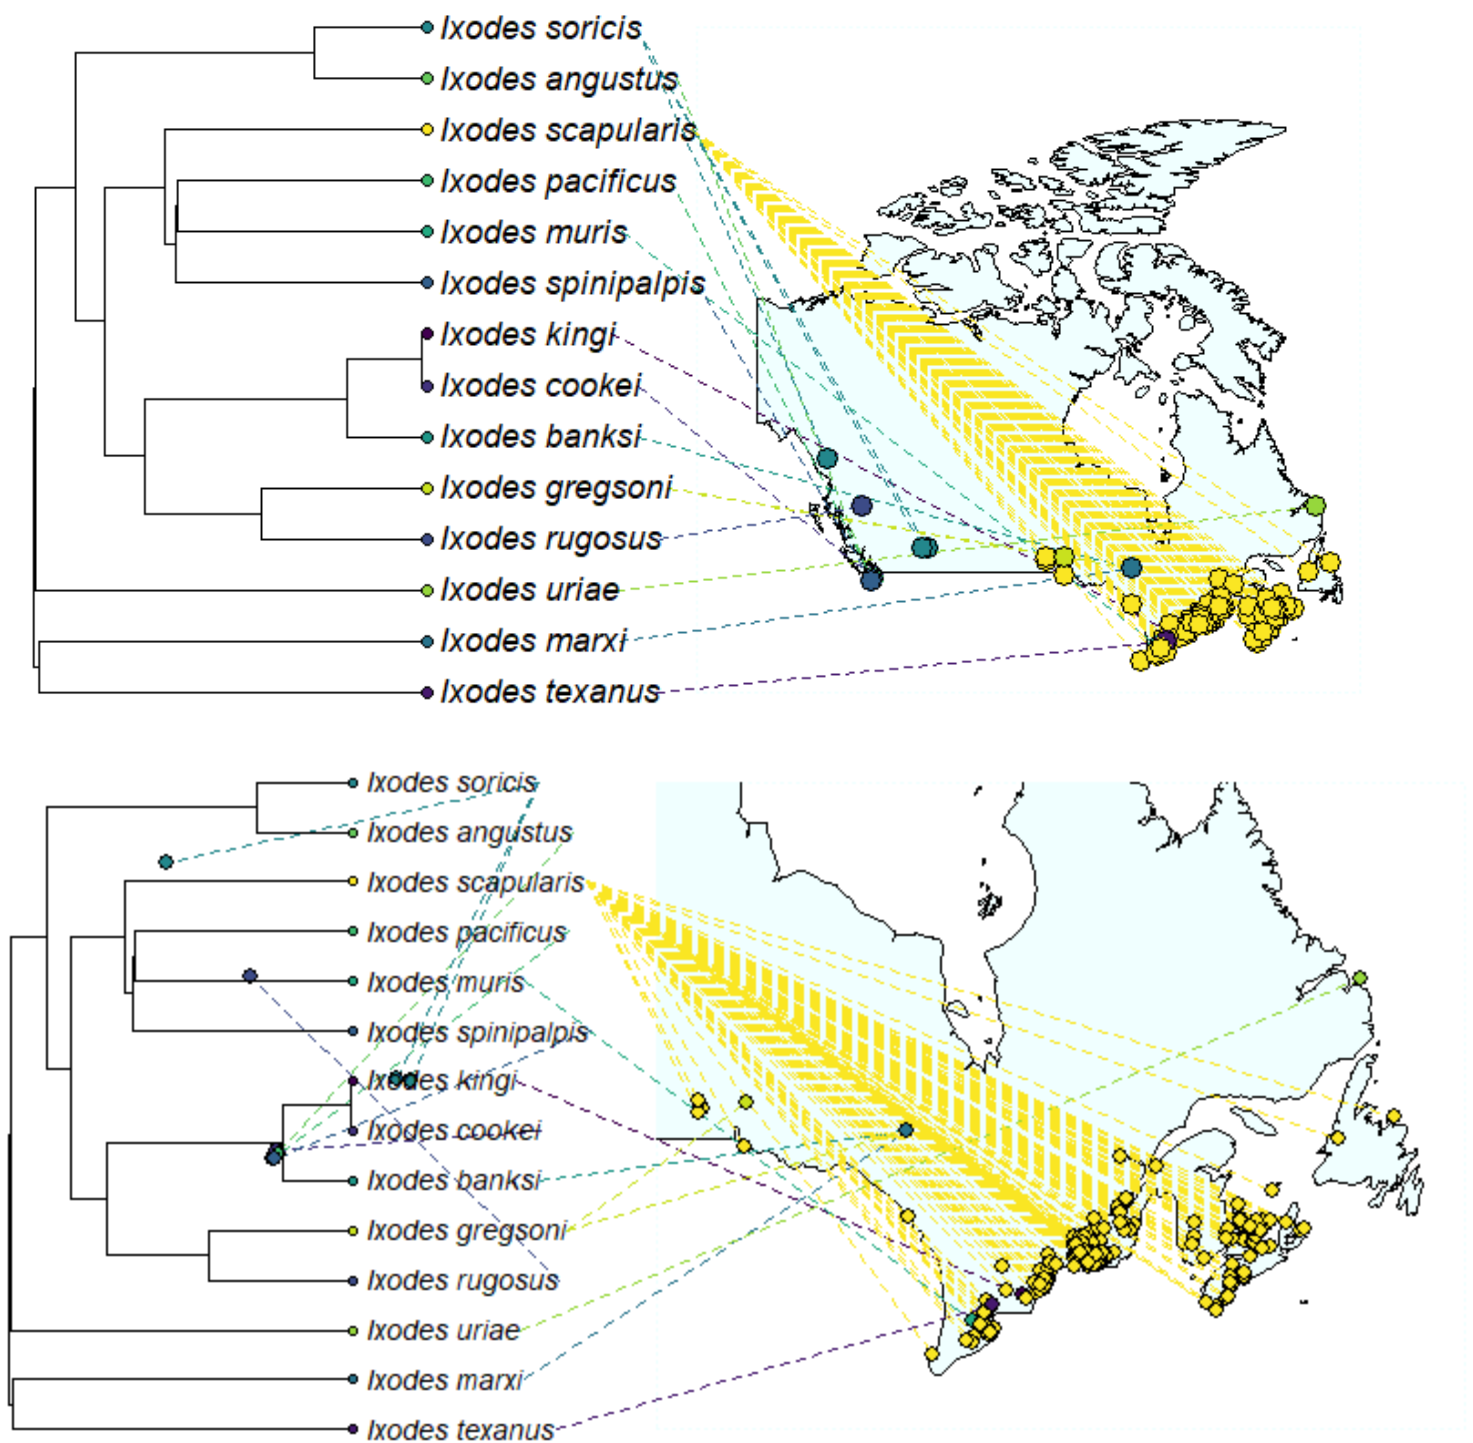 Ixodes soricis
Ixodes angustus
Ixodes scapularis
Ixodes pacificus
Ixodes muris
Ixodes spinipalpis
Ixodes kingi
Ixodes cookei
Ixodes banksi
Ixodes gregsoni
Ixodes rugosus
Ixodes uriae
Ixodes marxi
Ixodes texanus
Ixodes soricis
Ixodes angustus
Ixodes scapularis
Ixodes pacificus
Ixodes muris
Ixodes spinipalpis
Ixodes kingi
Ixodes cookei
Ixodes banksi
Ixodes gregsoni
Ixodes rugosus
Ixodes uriae
Ixodes marxi
Ixodes texanus